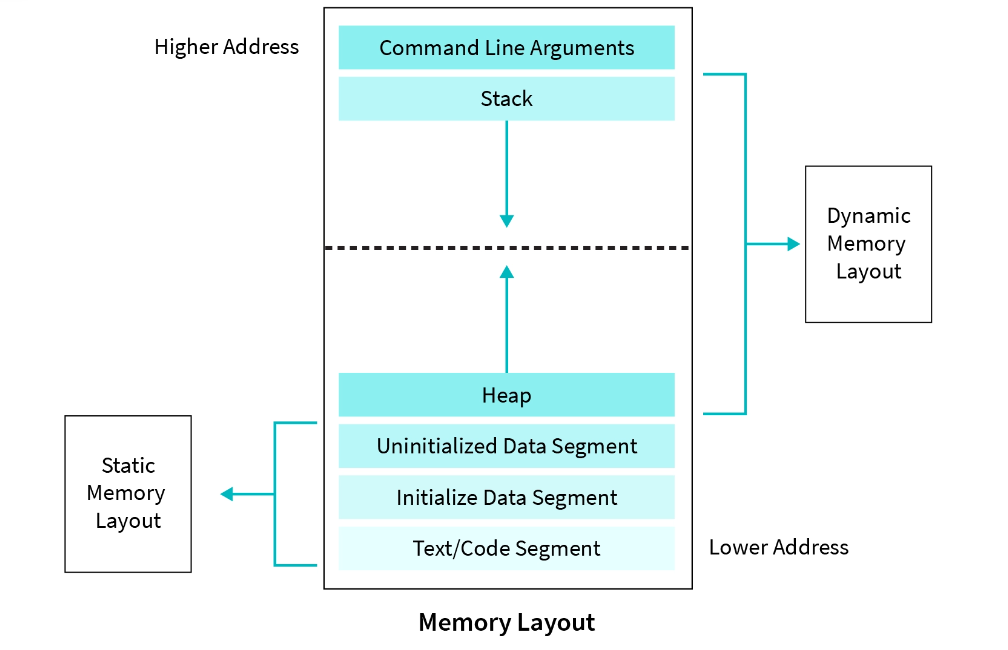 Higher Address
Command Line Arguments
Stack
Dynamic
Memory
Layout
Heap
Uninitialized Data Segment
Initialize Data Segment
Text/Code Segment
Static
Memory
Layout
Lower Address
Memory Layout